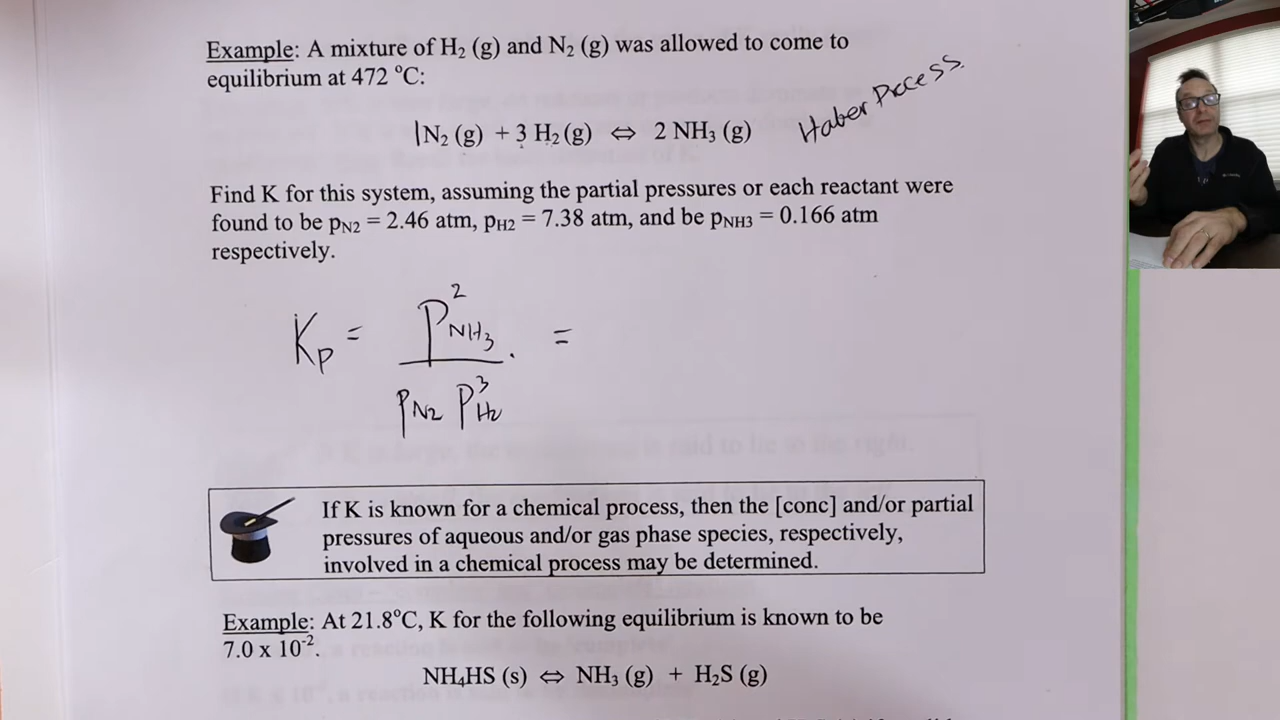 Example: A mixture of H₂ (g) and N₂ (g) was allowed to come to
equilibrium at 472 °C:
1N₂ (g) + 3 H₂ (g) ⇔ 2 NH₃ (g)
Haber Process
Find K for this system, assuming the partial pressures or each reactant were
found to be pN2 = 2.46 atm, pH2 = 7.38 atm, and be pNH3 = 0.166 atm
respectively.
Kp = P²NH₃ =
PN2 P³H₂
If K is known for a chemical process, then the [conc] and/or partial
pressures of aqueous and/or gas phase species, respectively,
involved in a chemical process may be determined.
Example: At 21.8°C, K for the following equilibrium is known to be
7.0 x 10⁻².
NH₄HS (s) ⇔ NH₃ (g) + H₂S (g)